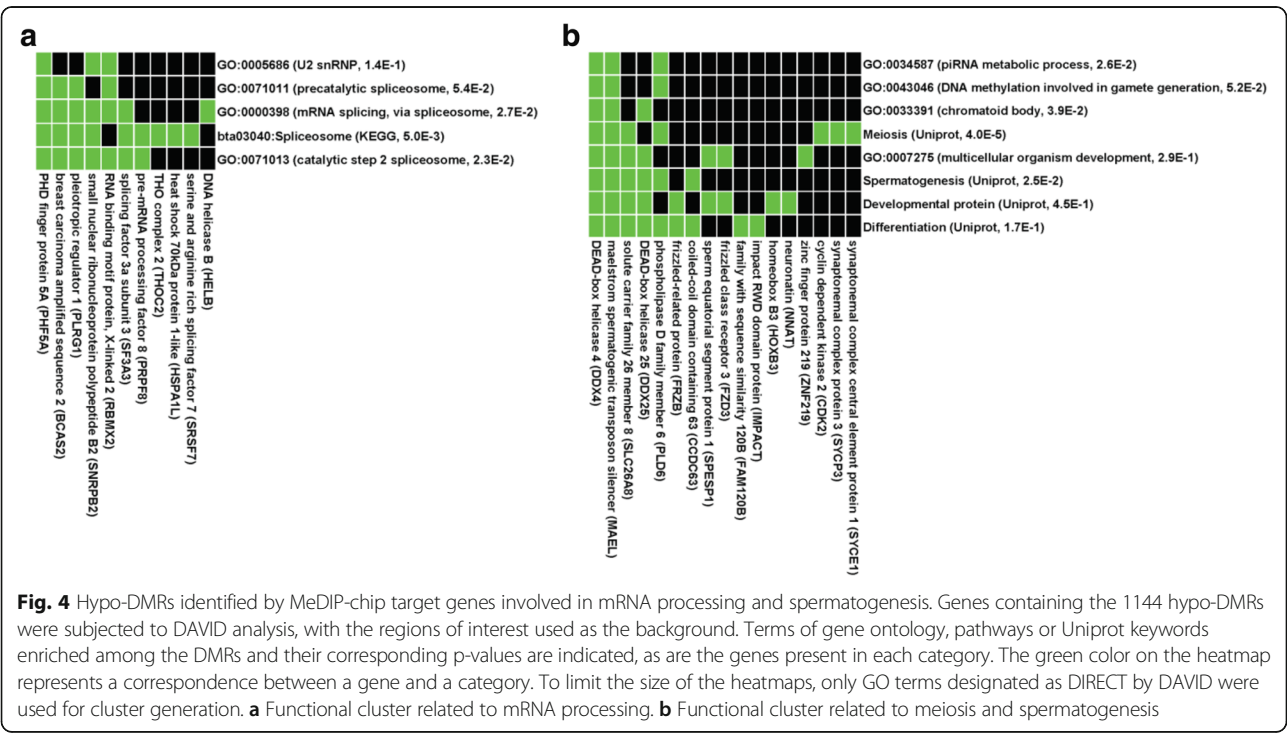 a
GO:0005686 (U2 snRNP, 1.4E-1)
GO:0071011 (precatalytic spliceosome, 5.4E-2)
GO:0000398 (mRNA splicing, via spliceosome, 2.7E-2)
bta03040:Spliceosome (KEGG, 5.0E-3)
GO:0071013 (catalytic step 2 spliceosome, 2.3E-2)
PHD finger protein 5A (PHF5A)
breast carcinoma amplified sequence 2 (BCAS2)
pleiotropic regulator 1 (PLRG1)
small nuclear ribonucleoprotein polypeptide B2 (SNRPB2)
RNA binding motif protein, X-linked 2 (RBMX2)
splicing factor 3a subunit 3 (SF3A3)
pre-mRNA processing factor 8 (PRPF8)
THO complex 2 (THOC2)
heat shock 70kDa protein 1-like (HSPA1L)
serine and arginine rich splicing factor 7 (SRSF7)
DNA helicase B (HELB)
b
GO:0034587 (piRNA metabolic process, 2.6E-2)
GO:0043046 (DNA methylation involved in gamete generation, 5.2E-2)
GO:0033391 (chromatoid body, 3.9E-2)
Meiosis (Uniprot, 4.0E-5)
GO:0007275 (multicellular organism development, 2.9E-1)
Spermatogenesis (Uniprot, 2.5E-2)
Developmental protein (Uniprot, 4.5E-1)
Differentiation (Uniprot, 1.7E-1)
DEAD-box helicase 4 (DDX4)
maelstrom spermatogenic transposon silencer (MAEL)
solute carrier family 26 member 8 (SLC26A8)
DEAD-box helicase 25 (DDX25)
phospholipase D family member 6 (PLD6)
frizzled-related protein (FRZB)
coiled-coil domain containing 63 (CCDC63)
sperm equatorial segment protein 1 (SPESP1)
frizzled class receptor 3 (FZD3)
family with sequence similarity 120B (FAM120B)
impact RWD domain protein (IMPACT)
homeobox B3 (HOXB3)
neuronatin (NNAT)
zinc finger protein 219 (ZNF219)
cyclin dependent kinase 2 (CDK2)
synaptonemal complex protein 3 (SYCP3)
synaptonemal complex central element protein 1 (SYCE1)
Fig. 4 Hypo-DMRs identified by MeDIP-chip target genes involved in mRNA processing and spermatogenesis. Genes containing the 1144 hypo-DMRs
were subjected to DAVID analysis, with the regions of interest used as the background. Terms of gene ontology, pathways or Uniprot keywords
enriched among the DMRs and their corresponding p-values are indicated, as are the genes present in each category. The green color on the heatmap
represents a correspondence between a gene and a category. To limit the size of the heatmaps, only GO terms designated as DIRECT by DAVID were
used for cluster generation. a Functional cluster related to mRNA processing. b Functional cluster related to meiosis and spermatogenesis